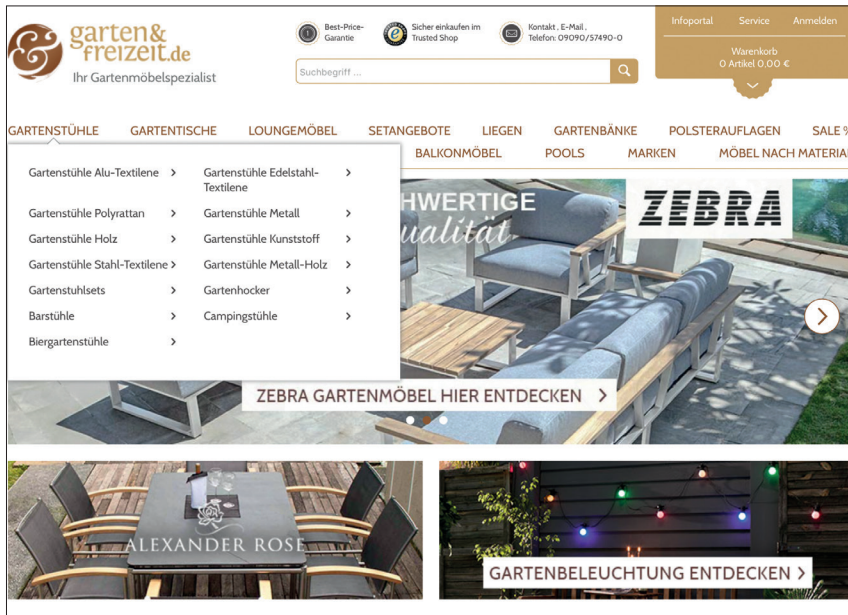 garten&
freizeit.de
Ihr Gartenmöbelspezialist
Best-Price-
Garantie
Sicher einkaufen im
Trusted Shop
Kontakt , E-Mail ,
Telefon: 09090/57490-0
Suchbegriff ...
Infoportal Service Anmelden
Warenkorb
0 Artikel 0,00 €
GARTENSTÜHLE GARTENTISCHE LOUNGEMÖBEL SETANGEBOTE LIEGEN GARTENBÄNKE POLSTERAUFLAGEN SALE %
BALKONMÖBEL POOLS MARKEN MÖBEL NACH MATERIAL
Gartenstühle Alu-Textilene
Gartenstühle Edelstahl-
Textilene
Gartenstühle Polyrattan
Gartenstühle Metall
Gartenstühle Holz
Gartenstühle Kunststoff
Gartenstühle Stahl-Textilene
Gartenstühle Metall-Holz
Gartenstuhlsets
Gartenhocker
Barstühle
Campingstühle
Biergartenstühle
HWERTIGE
ualität
ZEBRA
ZEBRA GARTENMÖBEL HIER ENTDECKEN
ALEXANDER ROSE
GARTENBELEUCHTUNG ENTDECKEN